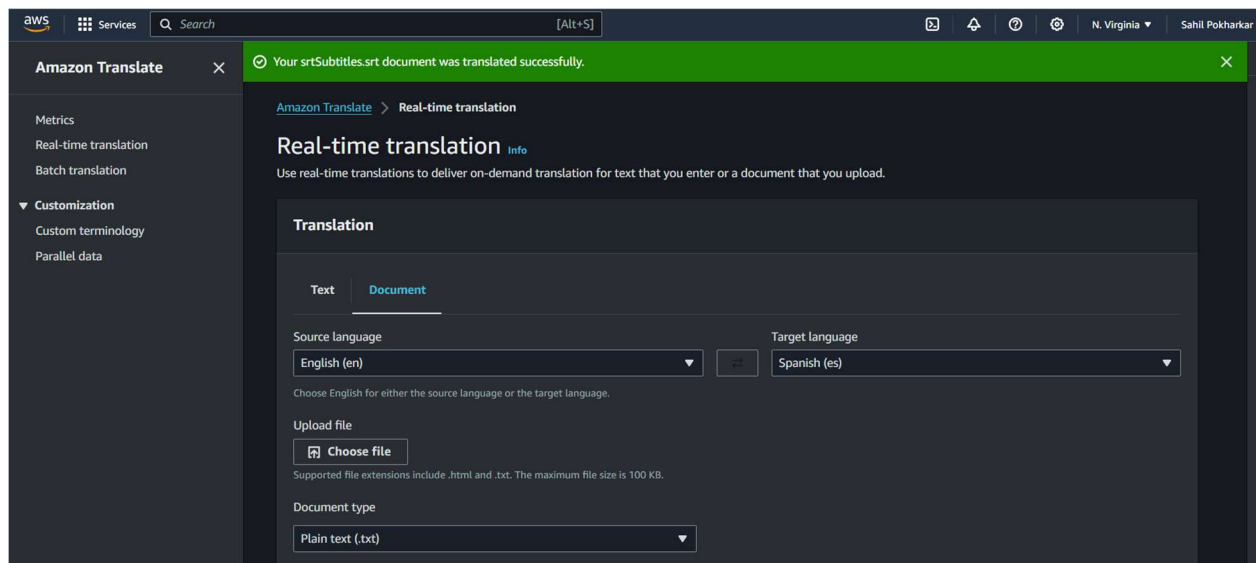 aws
Services
Search
[Alt+S]
N. Virginia
Sahil Pokharkar
Amazon Translate
Metrics
Real-time translation
Batch translation
Customization
Custom terminology
Parallel data
Your srtSubtitles.srt document was translated successfully.
Amazon Translate > Real-time translation
Real-time translation Info
Use real-time translations to deliver on-demand translation for text that you enter or a document that you upload.
Translation
Text
Document
Source language
Target language
English (en)
Spanish (es)
Choose English for either the source language or the target language.
Upload file
Choose file
Supported file extensions include .html and .txt. The maximum file size is 100 KB.
Document type
Plain text (.txt)